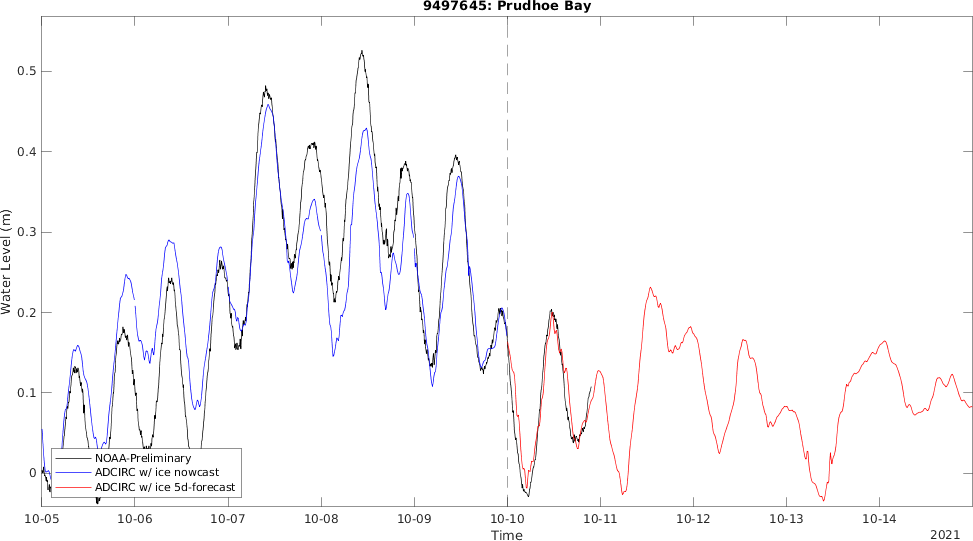 9497645: Prudhoe Bay
Water Level (m)
0.5
0.4
0.3
0.2
0.1
0
NOAA-Preliminary
ADCIRC w/ ice nowcast
ADCIRC w/ ice 5d-forecast
10-05 10-06 10-07 10-08 10-09 10-10 10-11 10-12 10-13 10-14
Time
2021